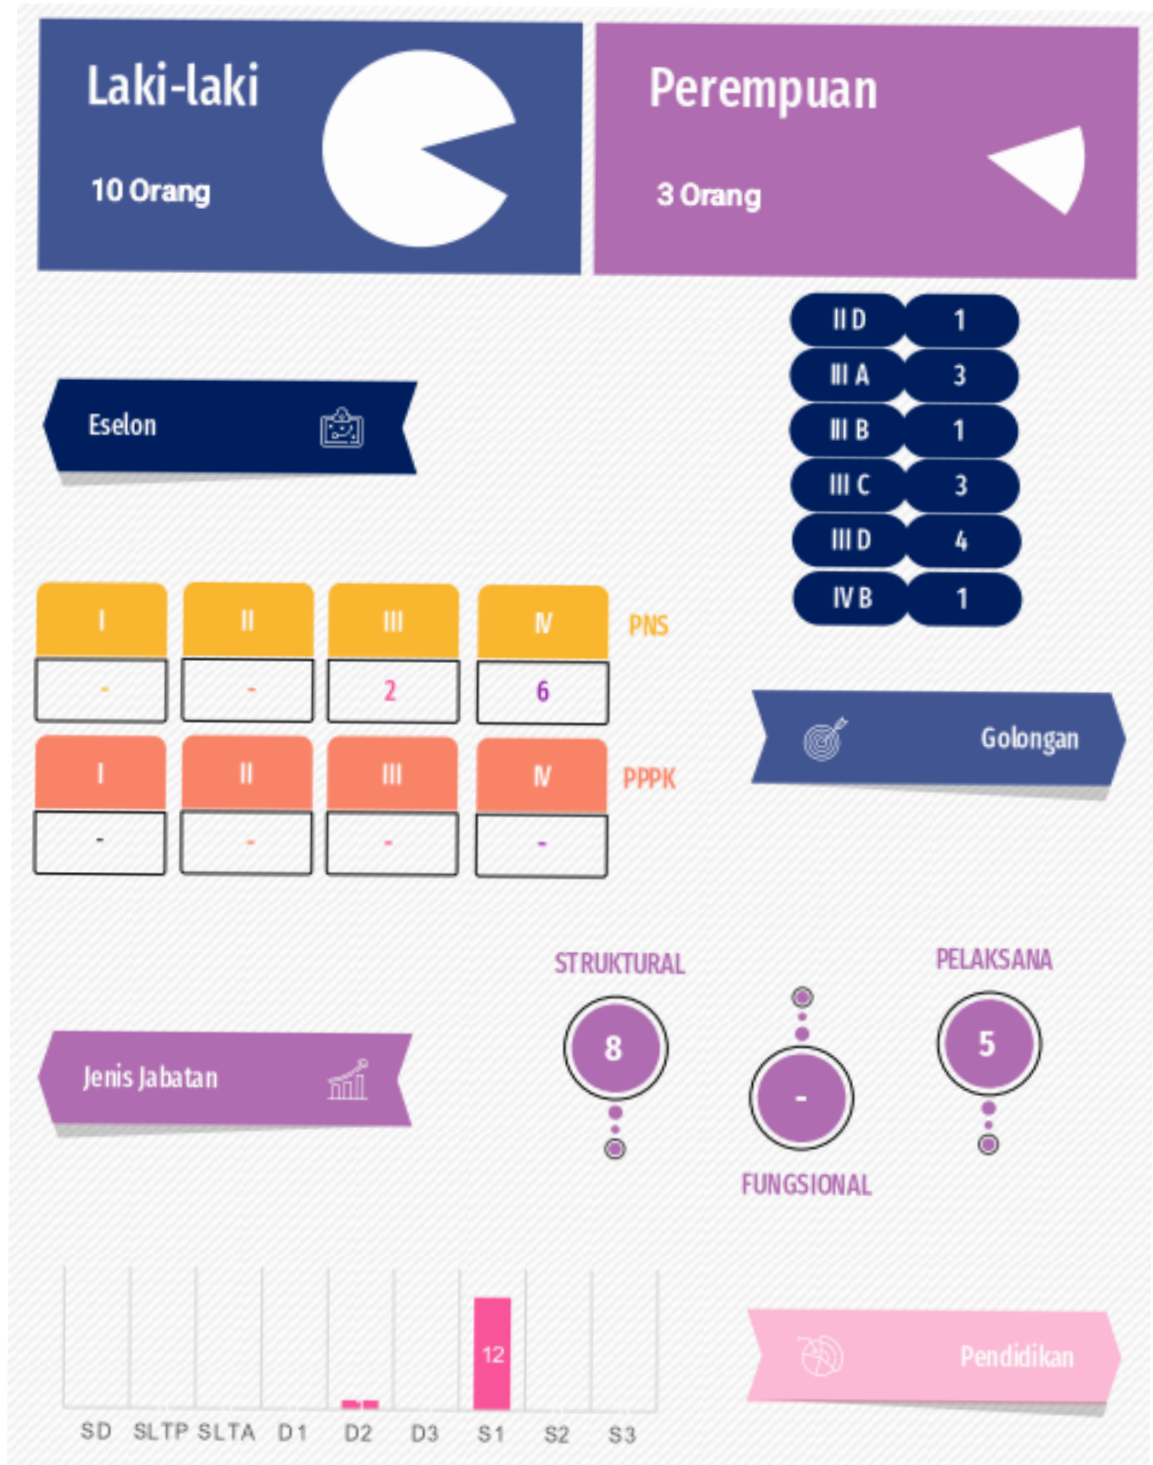 Laki-laki
10 Orang
Perempuan
3 Orang
II D 1
III A 3
III B 1
III C 3
III D 4
IV B 1
Eselon
I II III IV PNS
- - 2 6
I II III IV PPPK
- - - -
Golongan
STRUKTURAL
8
-
FUNGSIONAL
PELAKSANA
5
Jenis Jabatan
1 12
SD SLTP SLTA D1 D2 D3 S1 S2 S3
Pendidikan